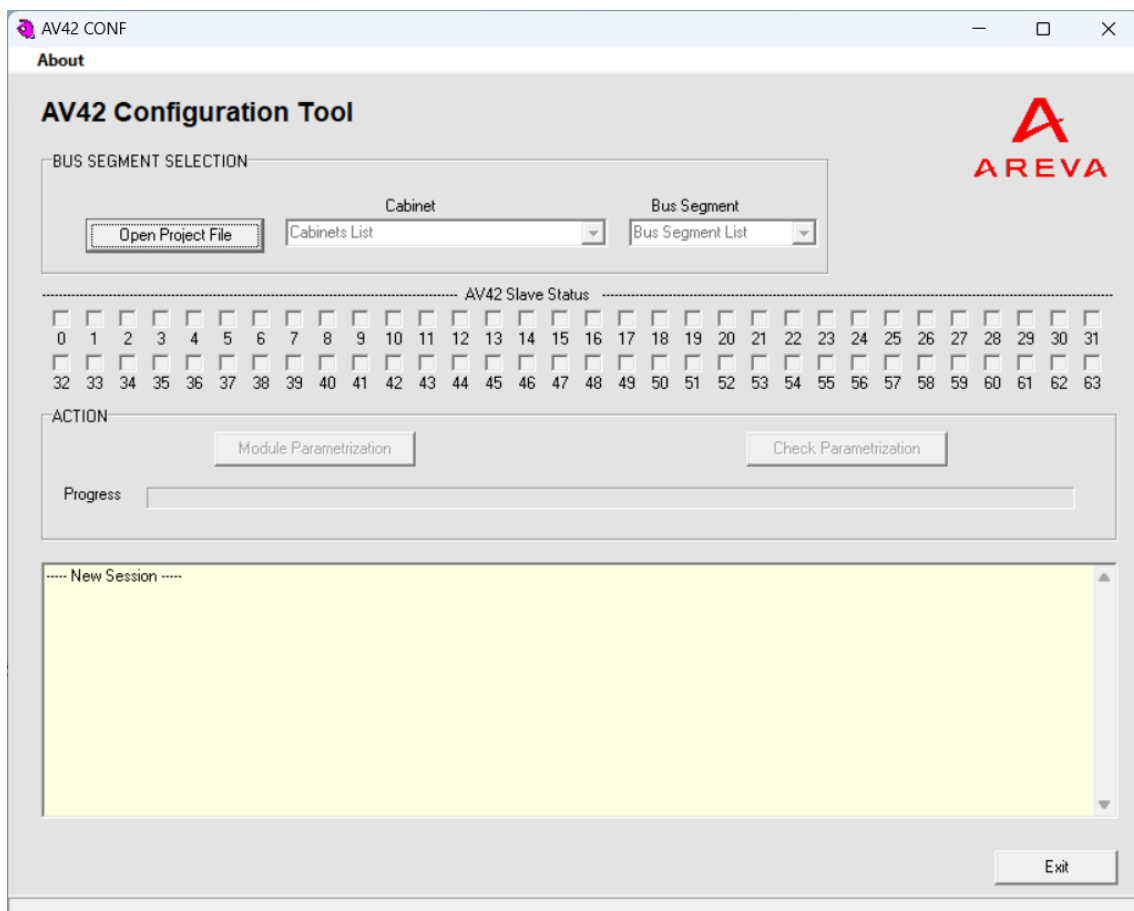 AV42 CONF
About
AV42 Configuration Tool
AREVA
BUS SEGMENT SELECTION
Cabinet Bus Segment
Open Project File Cabinets List Bus Segment List
AV42 Slave Status
0 1 2 3 4 5 6 7 8 9 10 11 12 13 14 15 16 17 18 19 20 21 22 23 24 25 26 27 28 29 30 31
32 33 34 35 36 37 38 39 40 41 42 43 44 45 46 47 48 49 50 51 52 53 54 55 56 57 58 59 60 61 62 63
ACTION
Module Parametrization Check Parametrization
Progress
----- New Session -----
Exit